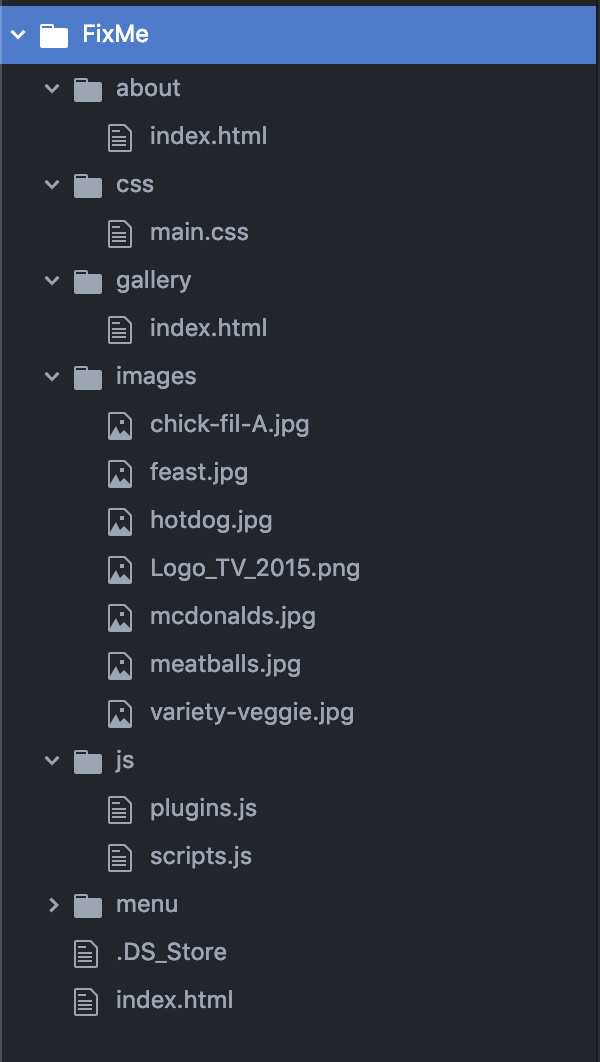 FixMe
about
index.html
css
main.css
gallery
index.html
images
chick-fil-A.jpg
feast.jpg
hotdog.jpg
Logo_TV_2015.png
mcdonalds.jpg
meatballs.jpg
variety-veggie.jpg
js
plugins.js
scripts.js
menu
.DS_Store
index.html